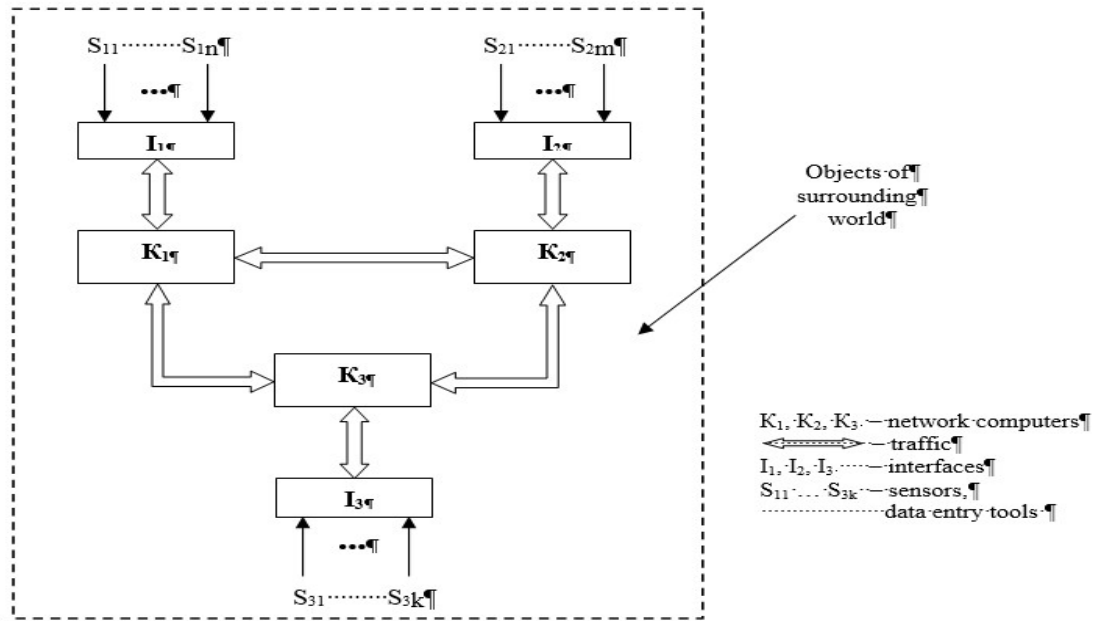 S₁₁·········S₁n¶ S₂₁·········S₂m¶
•••¶ •••¶
I₁¶ I₂¶
K₁¶ K₂¶
Objects·of¶
surrounding¶
world¶
K₃¶
I₃¶
•••¶
S₃₁·········S₃k¶
K₁,·K₂,·K₃.·–·network·computers¶
·–·traffic¶
I₁,·I₂,·I₃·····–·interfaces¶
S₁₁·...·S₃ₖ·–·sensors,¶
···················data·entry·tools·¶